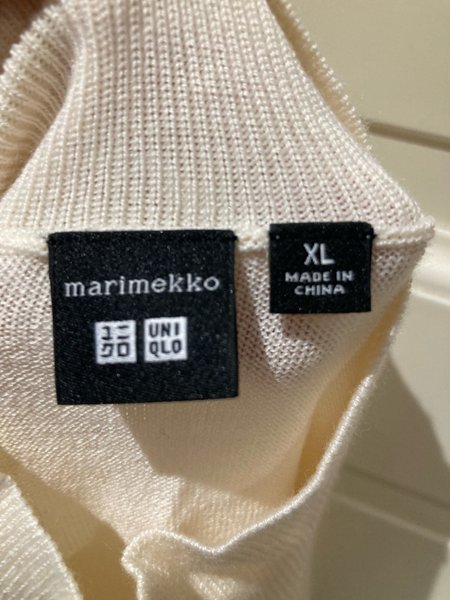 marimekko
ユニ
クロ
UNI
QLO
XL
MADE IN
CHINA